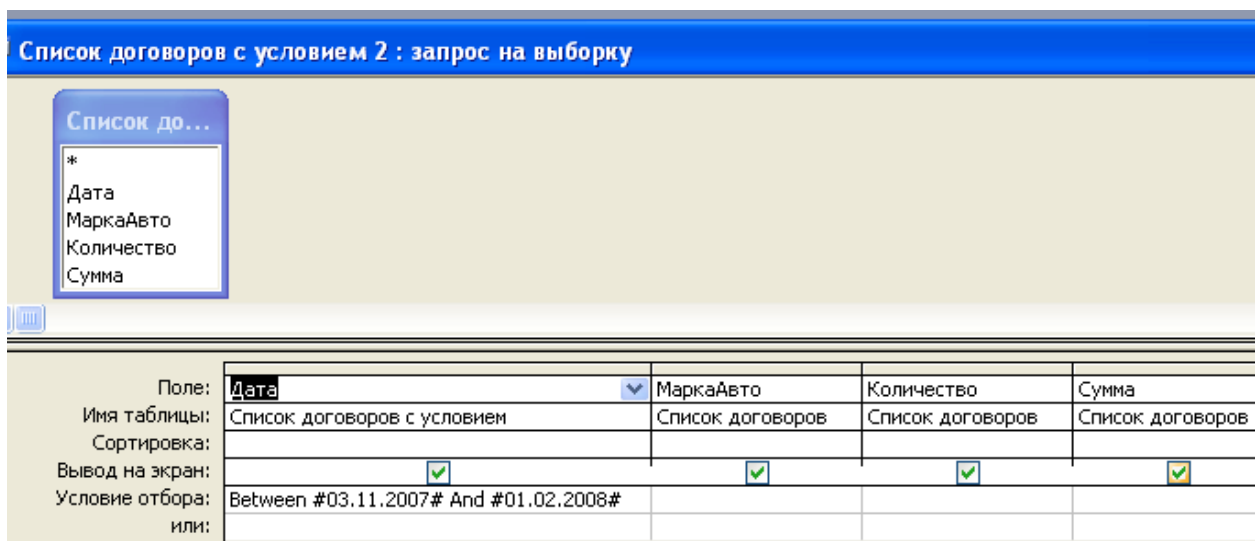 Список договоров с условием 2 : запрос на выборку
Список до...
*
Дата
МаркаАвто
Количество
Сумма
Поле: Дата МаркаАвто Количество Сумма
Имя таблицы: Список договоров с условием Список договоров Список договоров Список договоров
Сортировка:
Вывод на экран:
Условие отбора: Between #03.11.2007# And #01.02.2008#
или: